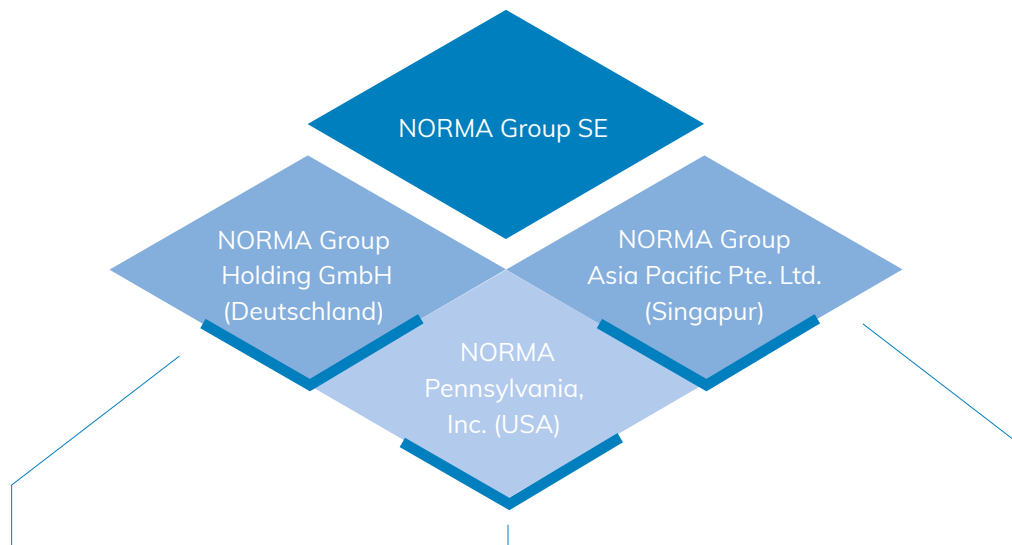 NORMA Group SE
NORMA Group
Holding GmbH
(Deutschland)
NORMA Group
Asia Pacific Pte. Ltd.
(Singapur)
NORMA
Pennsylvania,
Inc. (USA)